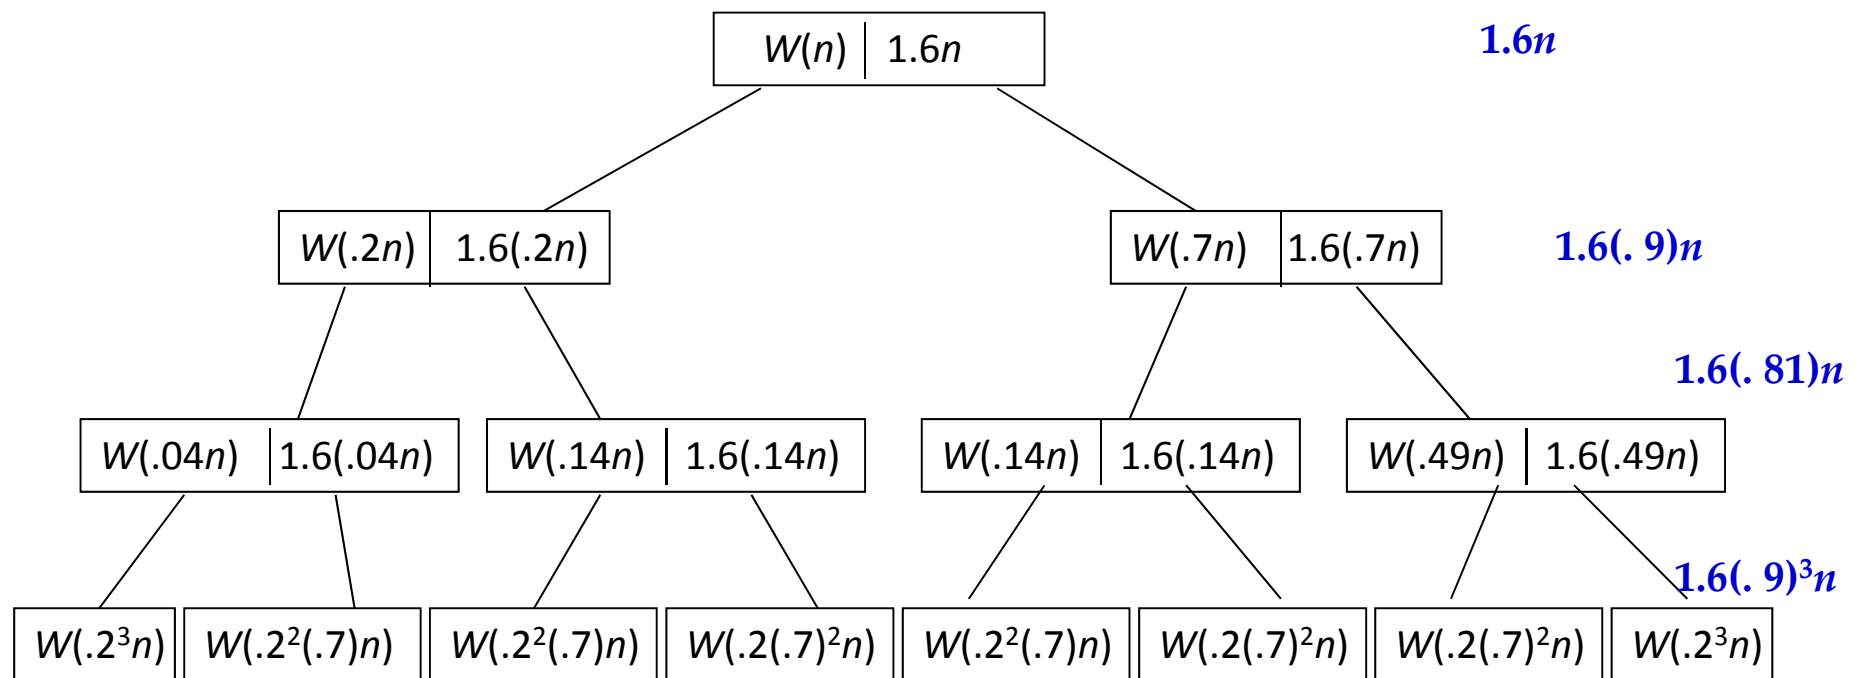 W(n) | 1.6n
1.6n
W(.2n) | 1.6(.2n)
W(.7n) | 1.6(.7n)
1.6(. 9)n
1.6(. 81)n
W(.04n) | 1.6(.04n)
W(.14n) | 1.6(.14n)
W(.14n) | 1.6(.14n)
W(.49n) | 1.6(.49n)
1.6(. 9)³n
W(.2³n)
W(.2²(.7)n)
W(.2²(.7)n)
W(.2(.7)²n)
W(.2²(.7)n)
W(.2(.7)²n)
W(.2(.7)²n)
W(.2³n)